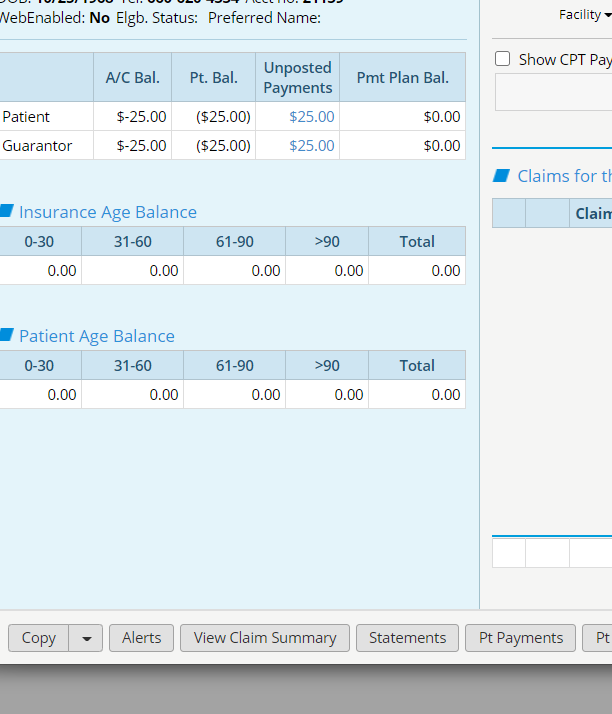 WebEnabled: No Elgb. Status: Preferred Name:
Facility
Show CPT Pay
A/C Bal. Pt. Bal. Unposted Payments Pmt Plan Bal.
Patient $-25.00 ($25.00) $25.00 $0.00
Guarantor $-25.00 ($25.00) $25.00 $0.00
Claims for th
Claim
Insurance Age Balance
0-30 31-60 61-90 >90 Total
0.00 0.00 0.00 0.00 0.00
Patient Age Balance
0-30 31-60 61-90 >90 Total
0.00 0.00 0.00 0.00 0.00
Copy Alerts View Claim Summary Statements Pt Payments Pt